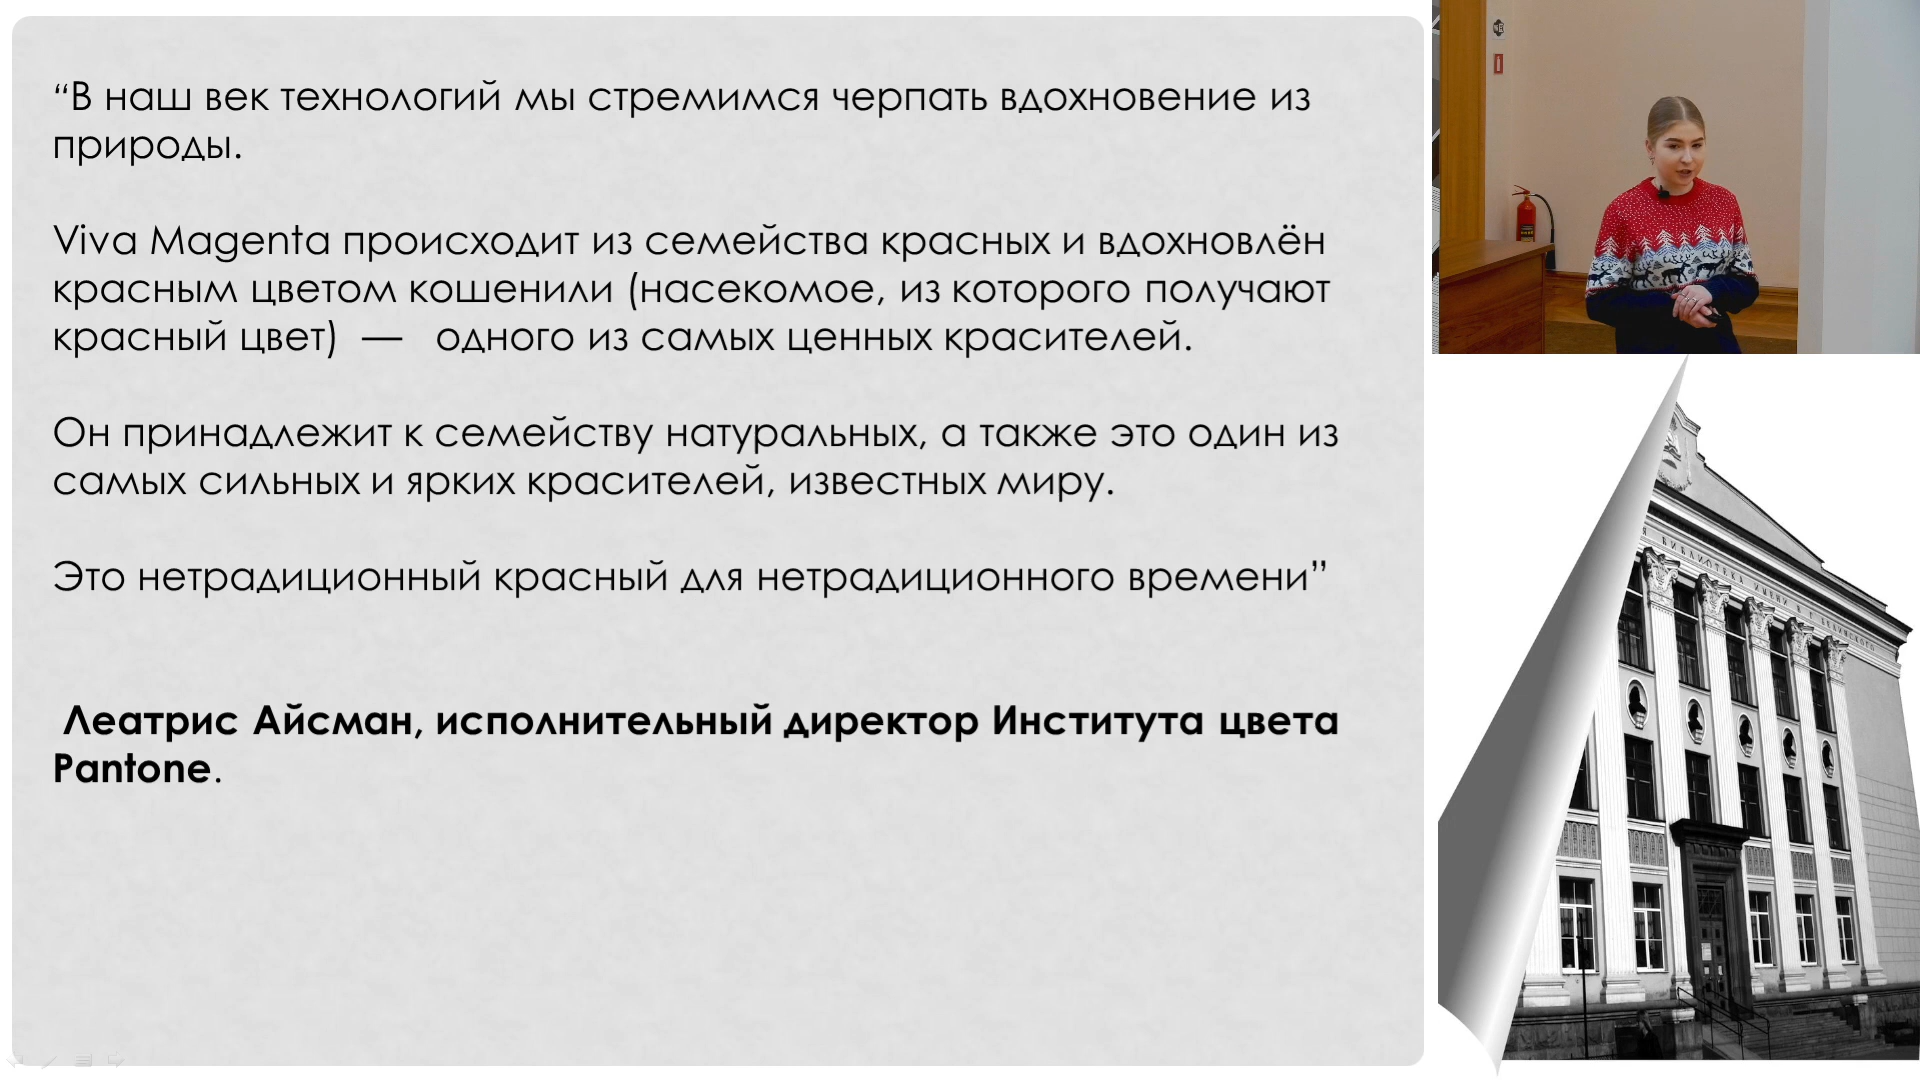 “В наш век технологий мы стремимся черпать вдохновение из
природы.
Viva Magenta происходит из семейства красных и вдохновлён
красным цветом кошенили (насекомое, из которого получают
красный цвет) — одного из самых ценных красителей.
Он принадлежит к семейству натуральных, а также это один из
самых сильных и ярких красителей, известных миру.
Это нетрадиционный красный для нетрадиционного времени”
Леатрис Айсман, исполнительный директор Института цвета
Pantone.
БИБЛИОТЕКА ИМЕНИ В. Г. БЕЛИНСКОГО